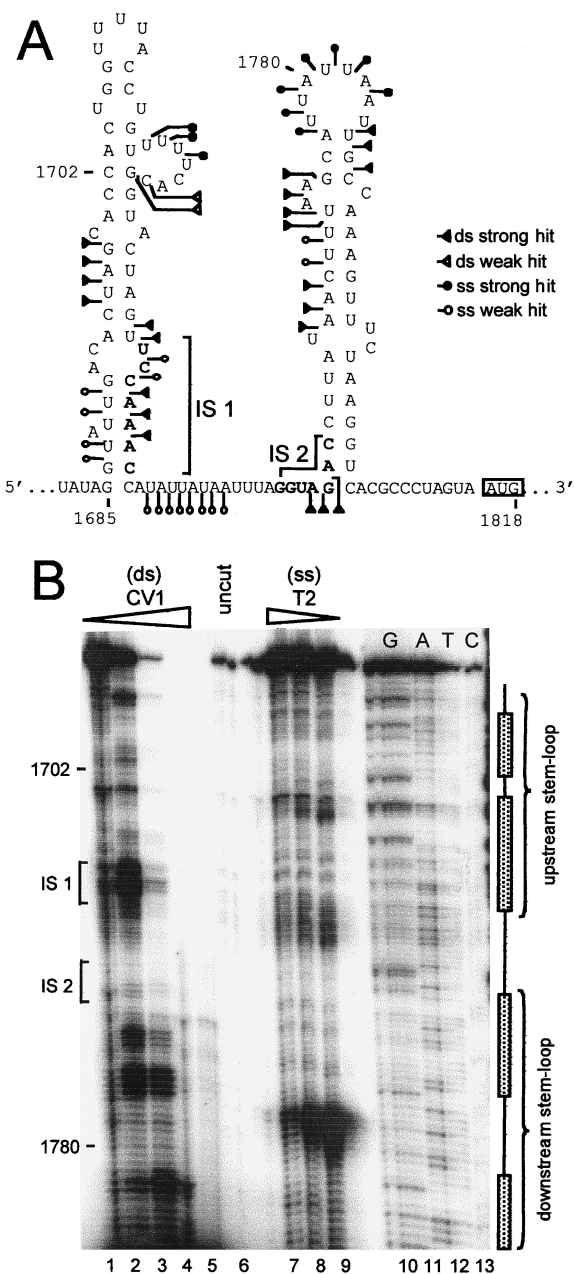 A
U U U A
U C
G C
G U
U G
C U
A G
C G
C U
A A
U U U U C A C
1702
C
G C
A U
U A
C G
A U
C U
A C
G C
U A
U A
A A
U C
G
IS 1
1780
A U U A
U A
U U
A G
C C
G C
A A
U A
U A
U A
C G
A U
A U
U U C
A U
U A
U A
C G
C G
A U
IS 2
ds strong hit
ds weak hit
ss strong hit
ss weak hit
5′ ...UAUAG CAUAUUAUAAUUUAGGUAG CACGCCCUAGUA AUG...3′
1685
1818
B
(ds)
CV1
uncut
(ss)
T2
G A T C
1702
IS 1
IS 2
1780
upstream stem-loop
downstream stem-loop
1 2 3 4 5 6 7 8 9 10 11 12 13